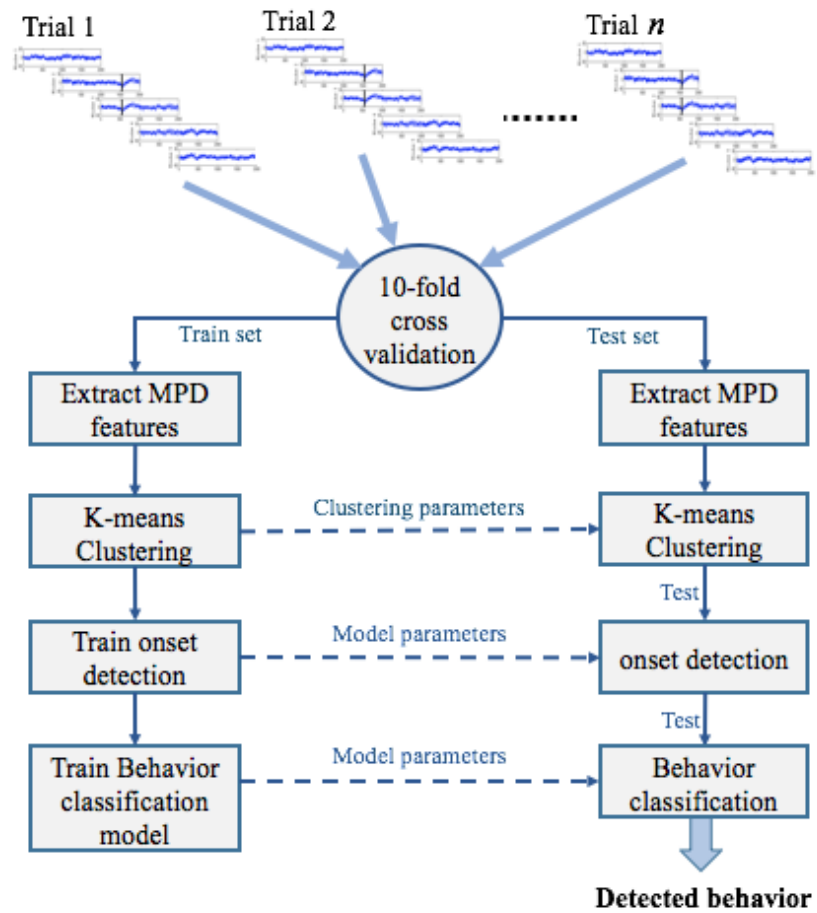 Trial 1
Trial 2
Trial n
10-fold
cross
validation
Train set
Test set
Extract MPD
features
Extract MPD
features
K-means
Clustering
Clustering parameters
K-means
Clustering
Test
Train onset
detection
Model parameters
onset detection
Test
Train Behavior
classification
model
Model parameters
Behavior
classification
Detected behavior